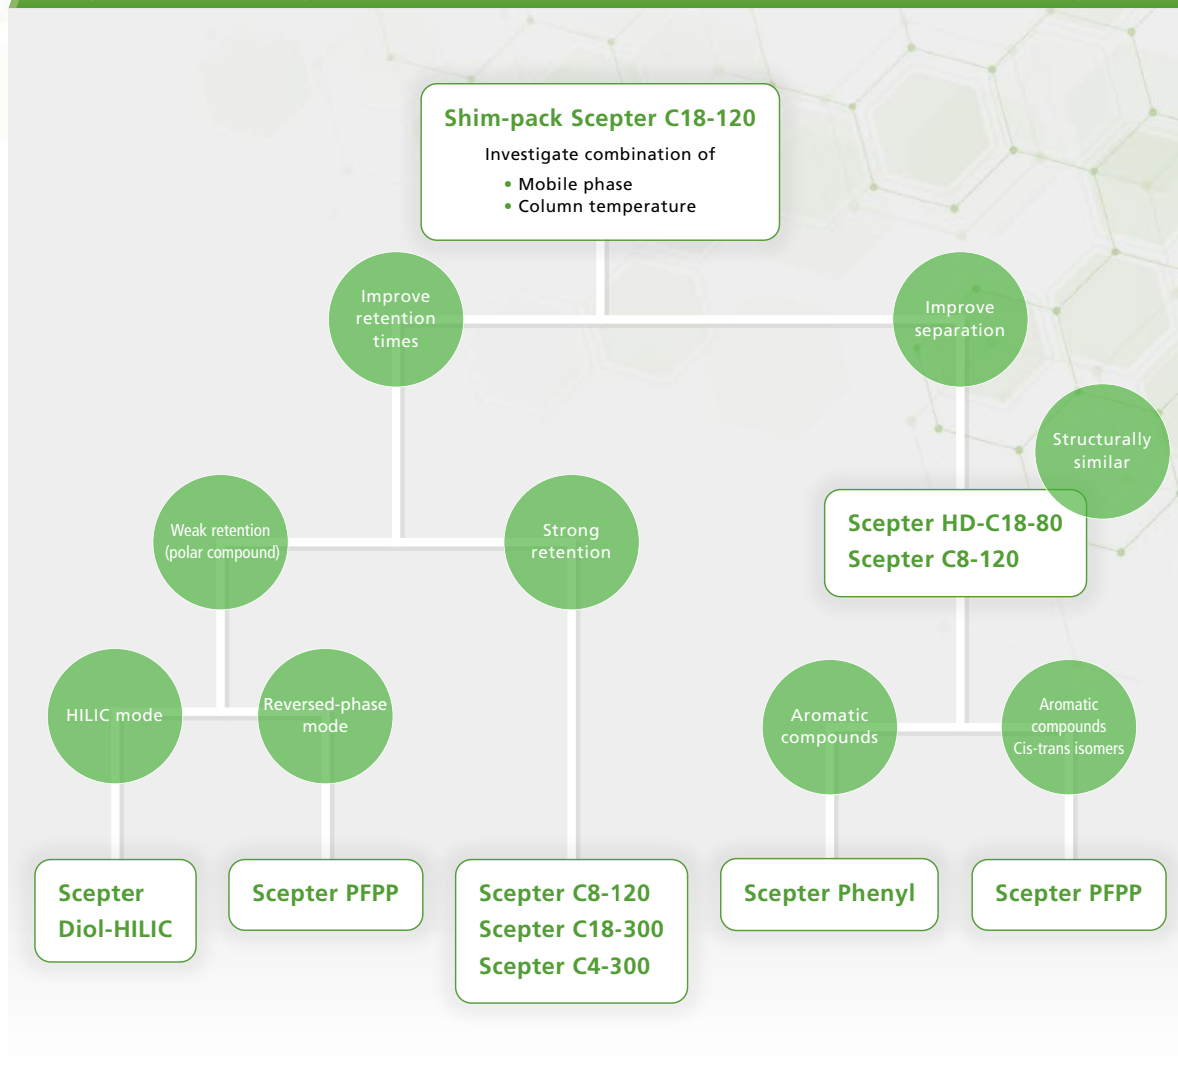 Shim-pack Scepter C18-120
Investigate combination of
• Mobile phase
• Column temperature
Improve
retention
times
Improve
separation
Structurally
similar
Weak retention
(polar compound)
Strong
retention
Scepter HD-C18-80
Scepter C8-120
HILIC mode
Reversed-phase
mode
Aromatic
compounds
Aromatic
compounds
Cis-trans isomers
Scepter
Diol-HILIC
Scepter PFPP
Scepter C8-120
Scepter C18-300
Scepter C4-300
Scepter Phenyl
Scepter PFPP